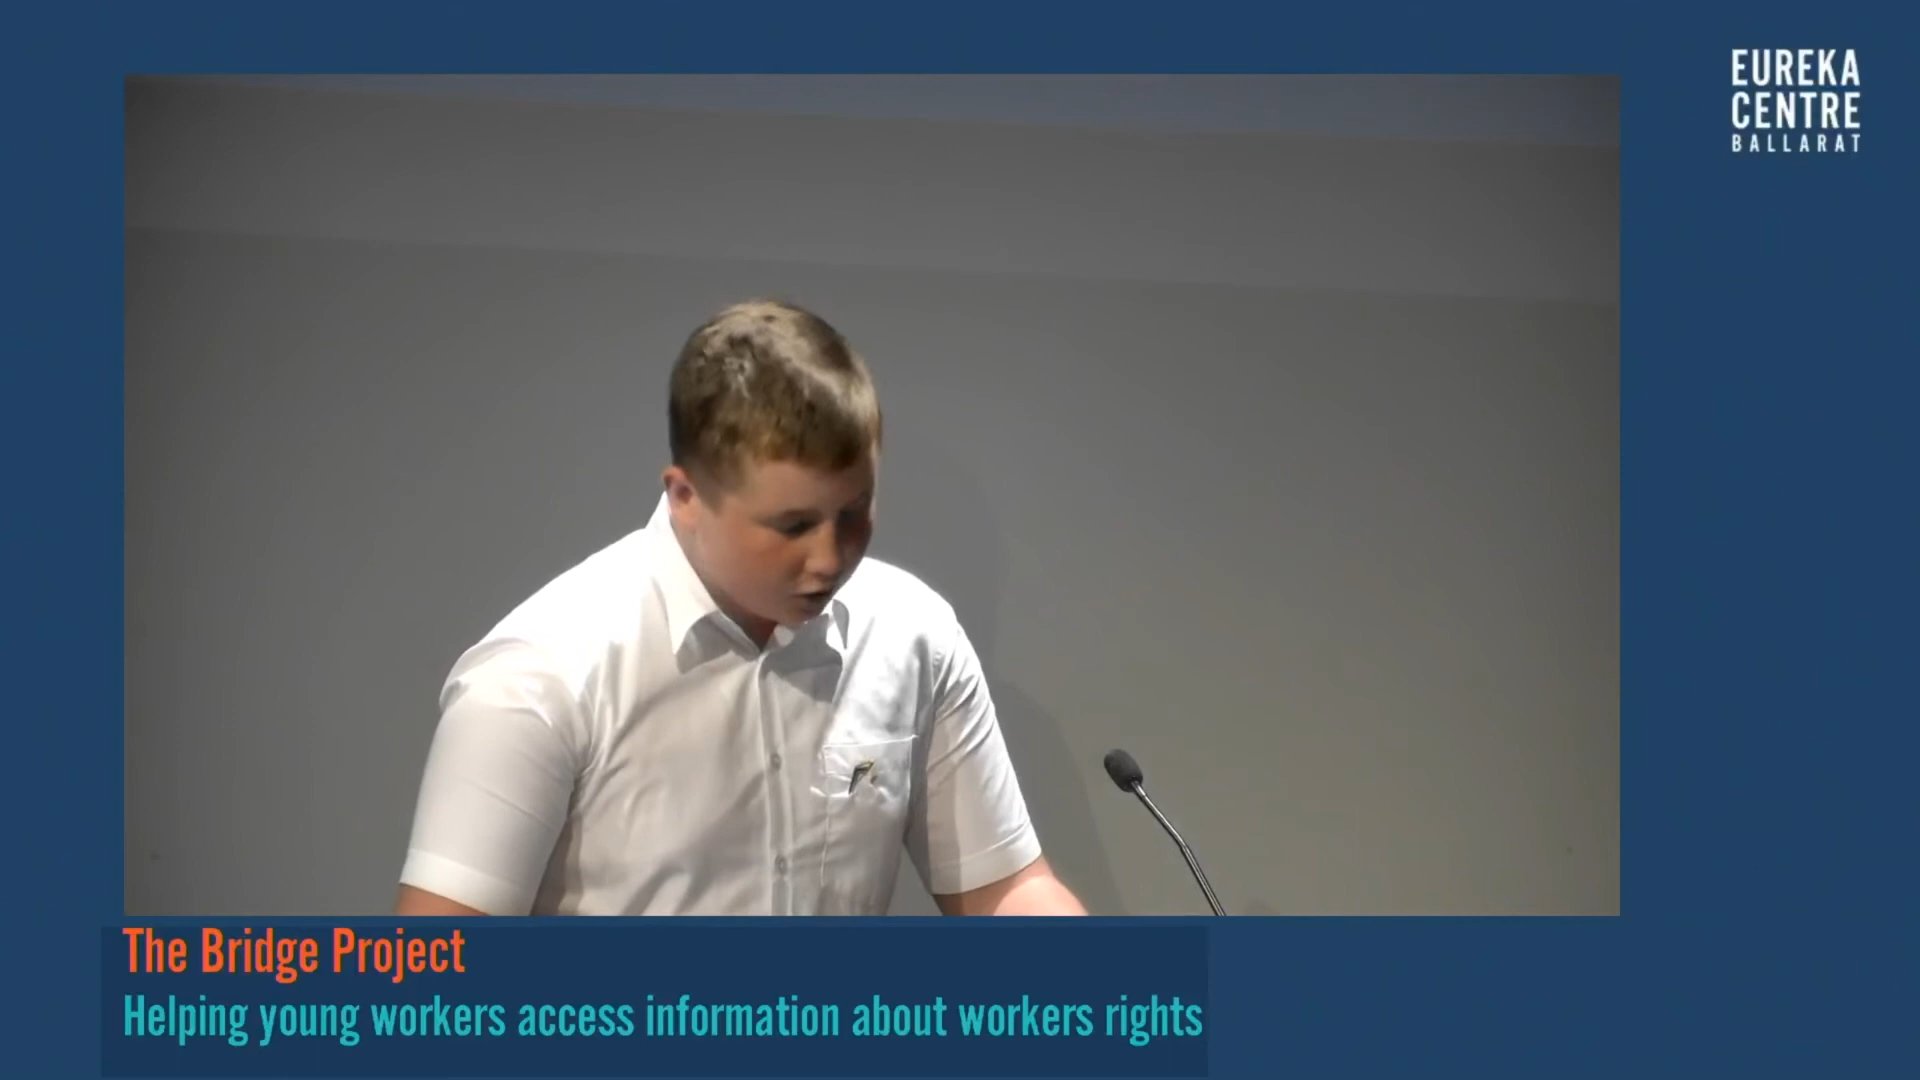 EUREKA
CENTRE
BALLARAT
The Bridge Project
Helping young workers access information about workers rights